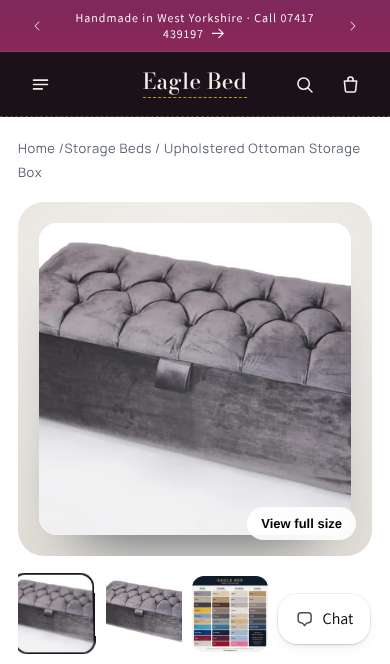 Handmade in West Yorkshire · Call 07417
439197 →
Eagle Bed
Home /Storage Beds / Upholstered Ottoman Storage
Box
View full size
Chat